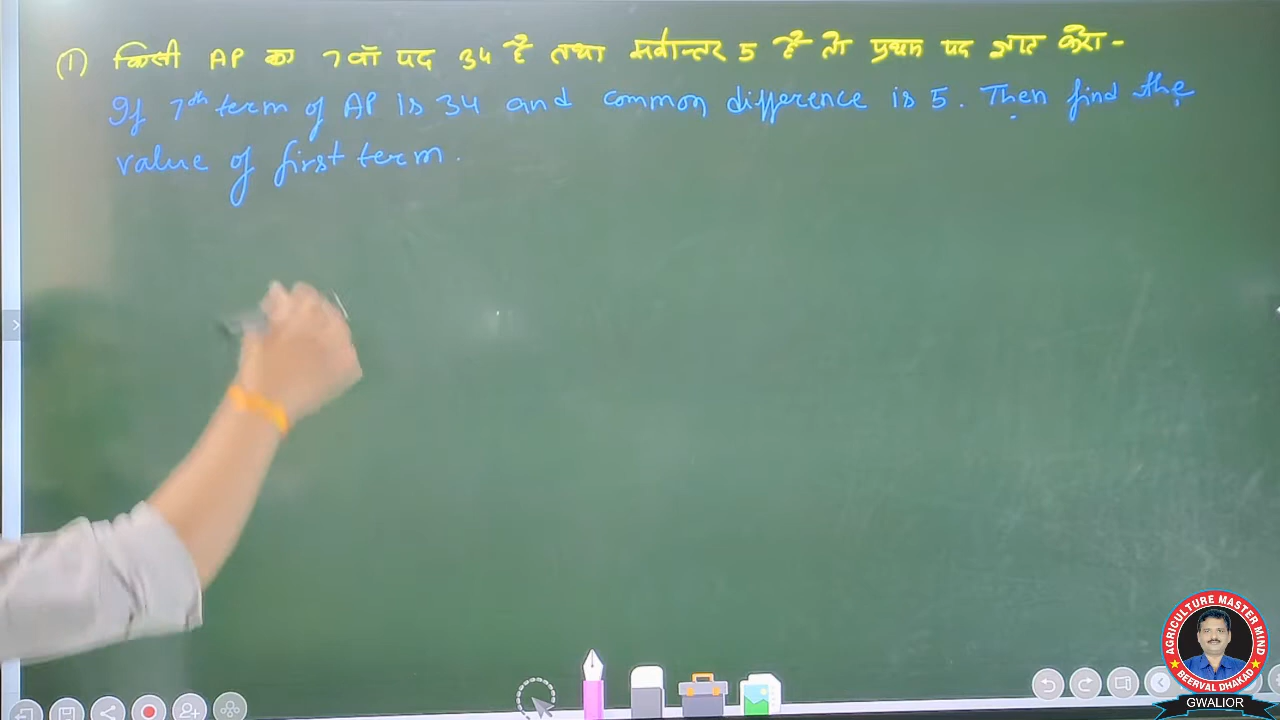 (1) किसी AP का 7वाँ पद 34 है तथा सर्वान्तर 5 है तो प्रथम पद ज्ञात करो -
If 7th term of AP is 34 and common difference is 5. Then find the
value of first term.
AGRICULTURE MASTER MIND
BEERVAL DHAKAD
GWALIOR